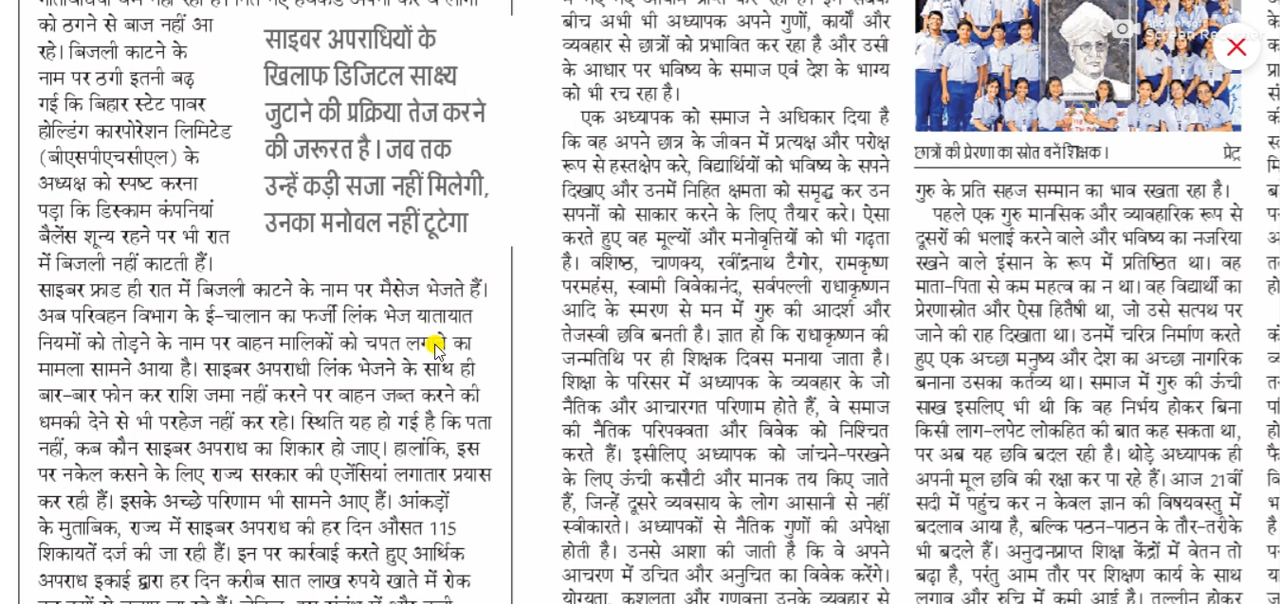 को ठगने से बाज नहीं आ
रहे। बिजली काटने के
नाम पर ठगी इतनी बढ़
गई कि बिहार स्टेट पावर
होल्डिंग कारपोरेशन लिमिटेड
(बीएसपीएचसीएल) के
अध्यक्ष को स्पष्ट करना
पड़ा कि डिस्काम कंपनियां
बैलेंस शून्य रहने पर भी रात
में बिजली नहीं काटती हैं।
साइबर फ्राड ही रात में बिजली काटने के नाम पर मैसेज भेजते हैं।
अब परिवहन विभाग के ई-चालान का फर्जी लिंक भेज यातायात
नियमों को तोड़ने के नाम पर वाहन मालिकों को चपत का
मामला सामने आया है। साइबर अपराधी लिंक भेजने के साथ ही
बार-बार फोन कर राशि जमा नहीं करने पर वाहन जब्त करने की
धमकी देने से भी परहेज नहीं कर रहे। स्थिति यह हो गई है कि पता
नहीं, कब कौन साइबर अपराध का शिकार हो जाए। हालांकि, इस
पर नकेल कसने के लिए राज्य सरकार की एजेंसियां लगातार प्रयास
कर रही हैं। इसके अच्छे परिणाम भी सामने आए हैं। आंकड़ों
के मुताबिक, राज्य में साइबर अपराध की हर दिन औसत 115
शिकायतें दर्ज की जा रही हैं। इन पर कार्रवाई करते हुए आर्थिक
अपराध इकाई द्वारा हर दिन करीब सात लाख रुपये खाते में रोक
साइबर अपराधियों के
खिलाफ डिजिटल साक्ष्य
जुटाने की प्रक्रिया तेज करने
की जरूरत है। जब तक
उन्हें कड़ी सजा नहीं मिलेगी,
उनका मनोवल नहीं टूटेगा
बीच अभी भी अध्यापक अपने गुणों, कार्यों और
व्यवहार से छात्रों को प्रभावित कर रहा है और उसी
के आधार पर भविष्य के समाज एवं देश के भाग्य
को भी रच रहा है।
एक अध्यापक को समाज ने अधिकार दिया है
कि वह अपने छात्र के जीवन में प्रत्यक्ष और परोक्ष
रूप से हस्तक्षेप करे, विद्यार्थियों को भविष्य के सपने
दिखाए और उनमें निहित क्षमता को समृद्ध कर उन
सपनों को साकार करने के लिए तैयार करे। ऐसा
करते हुए वह मूल्यों और मनोवृत्तियों को भी गढ़ता
है। वशिष्ठ, चाणक्य, रवींद्रनाथ टैगोर, रामकृष्ण
परमहंस, स्वामी विवेकानंद, सर्वपल्ली राधाकृष्णन
आदि के स्मरण से मन में गुरु की आदर्श और
तेजस्वी छवि बनती है। ज्ञात हो कि राधाकृष्णन की
जन्मतिथि पर ही शिक्षक दिवस मनाया जाता है।
शिक्षा के परिसर में अध्यापक के व्यवहार के जो
नैतिक और आचारगत परिणाम होते हैं, वे समाज
की नैतिक परिपक्वता और विवेक को निश्चित
करते हैं। इसीलिए अध्यापक को जांचने-परखने
के लिए ऊंची कसौटी और मानक तय किए जाते
हैं, जिन्हें दूसरे व्यवसाय के लोग आसानी से नहीं
स्वीकारते। अध्यापकों से नैतिक गुणों की अपेक्षा
होती है। उनसे आशा की जाती है कि वे अपने
आचरण में उचित और अनुचित का विवेक करेंगे।
योग्यता, कुशलता और गुणवत्ता उनके व्यवहार से
छात्रों की प्रेरणा का स्रोत वनें शिक्षक। प्रेट्र
गुरु के प्रति सहज सम्मान का भाव रखता रहा है।
पहले एक गुरु मानसिक और व्यावहारिक रूप से
दूसरों की भलाई करने वाले और भविष्य का नजरिया
रखने वाले इंसान के रूप में प्रतिष्ठित था। वह
माता-पिता से कम महत्व का न था। वह विद्यार्थी का
प्रेरणास्रोत और ऐसा हितैषी था, जो उसे सत्पथ पर
जाने की राह दिखाता था। उनमें चरित्र निर्माण करते
हुए एक अच्छा मनुष्य और देश का अच्छा नागरिक
बनाना उसका कर्तव्य था। समाज में गुरु की ऊंची
साख इसलिए भी थी कि वह निर्भय होकर बिना
किसी लाग-लपेट लोकहित की बात कह सकता था,
पर अब यह छवि बदल रही है। थोड़े अध्यापक ही
अपनी मूल छवि की रक्षा कर पा रहे हैं। आज 21वीं
सदी में पहुंच कर न केवल ज्ञान की विषयवस्तु में
बदलाव आया है, बल्कि पठन-पाठन के तौर-तरीके
भी बदले हैं। अनुदानप्राप्त शिक्षा केंद्रों में वेतन तो
बढ़ा है, परंतु आम तौर पर शिक्षण कार्य के साथ
लगाव और रुचि में कमी आई है। तल्लीन होकर